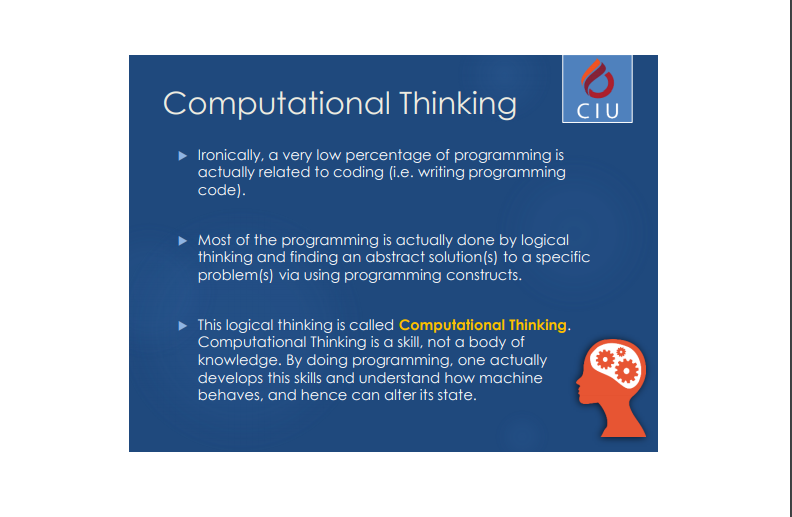 Computational Thinking
CIU
Ironically, a very low percentage of programming is
actually related to coding (i.e. writing programming
code).
Most of the programming is actually done by logical
thinking and finding an abstract solution(s) to a specific
problem(s) via using programming constructs.
This logical thinking is called Computational Thinking.
Computational Thinking is a skill, not a body of
knowledge. By doing programming, one actually
develops this skills and understand how machine
behaves, and hence can alter its state.